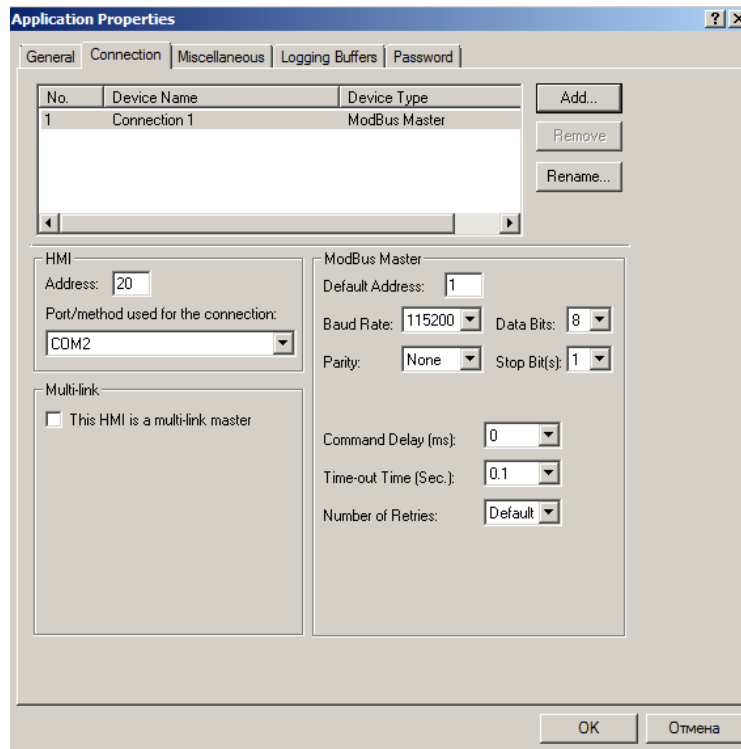 Application Properties
General Connection Miscellaneous Logging Buffers Password
No. Device Name Device Type
1 Connection 1 ModBus Master
Add...
Remove
Rename...
HMI
Address: 20
Port/method used for the connection:
COM2
Multi-link
This HMI is a multi-link master
ModBus Master
Default Address: 1
Baud Rate: 115200 Data Bits: 8
Parity: None Stop Bit(s): 1
Command Delay (ms): 0
Time-out Time (Sec.): 0.1
Number of Retries: Default
OK Отмена